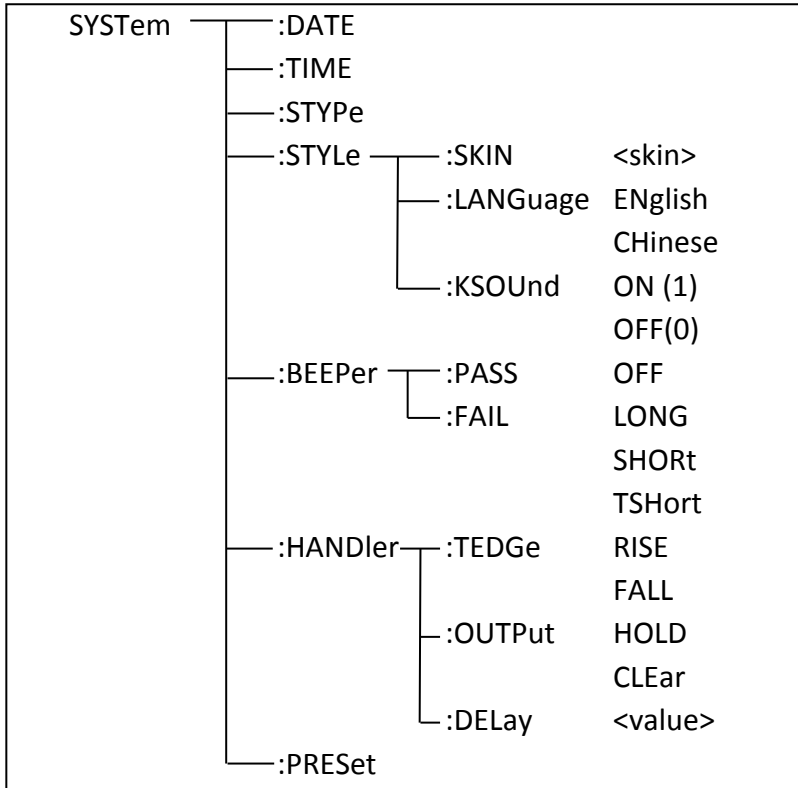 SYSTem :DATE
:TIME
:STYPe
:STYLe :SKIN <skin>
:LANGuage ENglish
CHinese
:KSOUnd ON (1)
OFF(0)
:BEEPer :PASS OFF
:FAIL LONG
SHORt
TSHort
:HANDler :TEDGe RISE
FALL
:OUTPut HOLD
CLEar
:DELay <value>
:PRESet